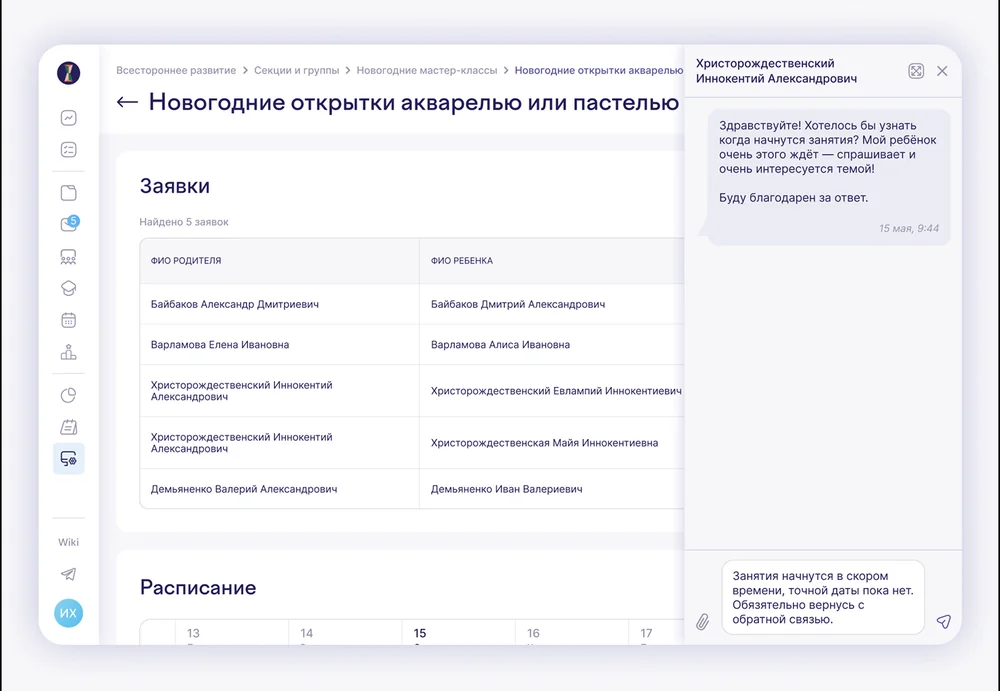 Всестороннее развитие > Секции и группы > Новогодние мастер-классы > Новогодние открытки акварелью
← Новогодние открытки акварелью или пастелью
Заявки
Найдено 5 заявок
ФИО РОДИТЕЛЯ ФИО РЕБЕНКА
Байбаков Александр Дмитриевич Байбаков Дмитрий Александрович
Варламова Елена Ивановна Варламова Алиса Ивановна
Христорождественский Иннокентий
Александрович
Христорождественский Евлампий Иннокентиевич
Христорождественский Иннокентий
Александрович
Христорождественская Майя Иннокентиевна
Демьяненко Валерий Александрович Демьяненко Иван Валериевич
Расписание
13 14 15 16 17
5
Wiki
ИХ
Христорождественский
Иннокентий Александрович
Здравствуйте! Хотелось бы узнать
когда начнутся занятия? Мой ребёнок
очень этого ждёт — спрашивает и
очень интересуется темой!
Буду благодарен за ответ.
15 мая, 9:44
Занятия начнутся в скором
времени, точной даты пока нет.
Обязятельно вернусь с
обратной связью.